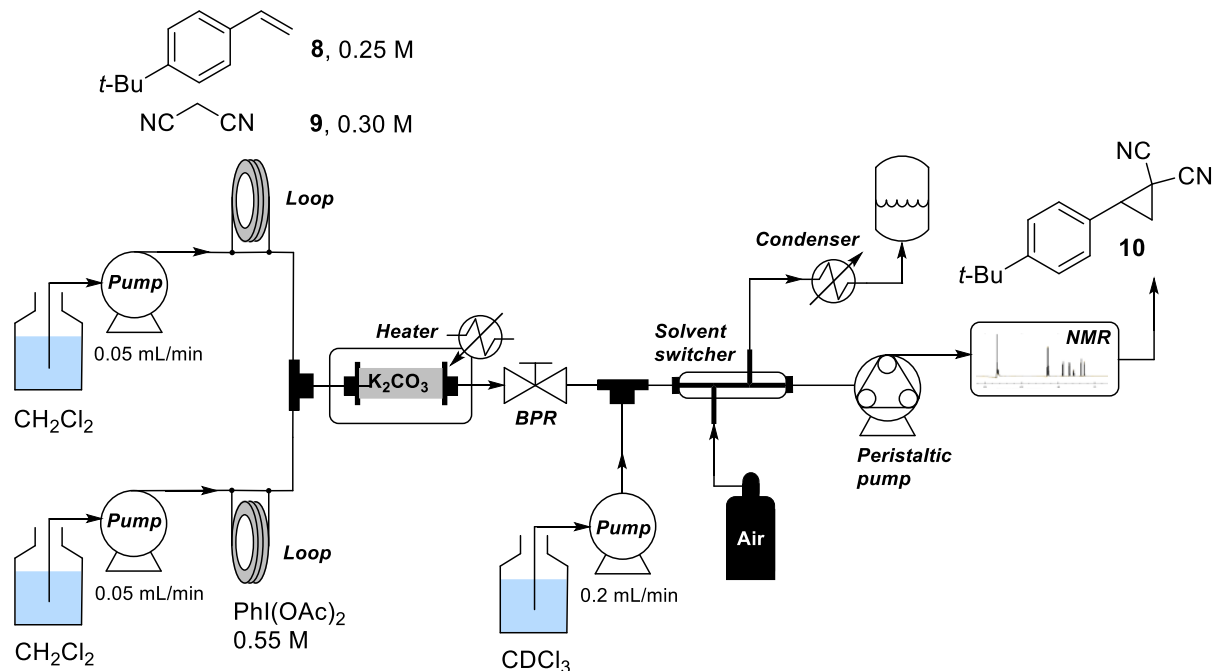 t-Bu
8, 0.25 M
NC CN
9, 0.30 M
Loop
Pump
0.05 mL/min
CH2Cl2
Heater
K2CO3
BPR
Pump
0.05 mL/min
CH2Cl2
Loop
PhI(OAc)2
0.55 M
Condenser
Solvent
switcher
Pump
0.2 mL/min
CDCl3
Air
Peristaltic
pump
NMR
NC
CN
t-Bu
10